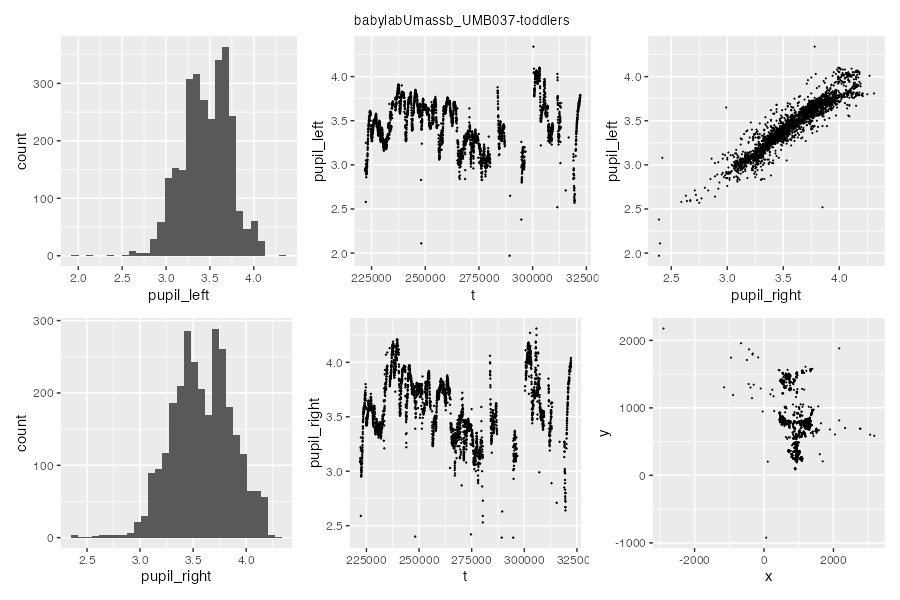 babylabUmassb_UMB037-toddlers
count
300
200
100
0
2.0 2.5 3.0 3.5 4.0
pupil_left
pupil_left
4.0
3.5
3.0
2.5
2.0
225000 250000 275000 300000 32500
t
pupil_left
4.0
3.5
3.0
2.5
2.0
2.5 3.0 3.5 4.0
pupil_right
count
300
200
100
0
2.5 3.0 3.5 4.0
pupil_right
pupil_right
4.0
3.5
3.0
2.5
225000 250000 275000 300000 325000
t
y
2000
1000
0
-1000
-2000 0 2000
x